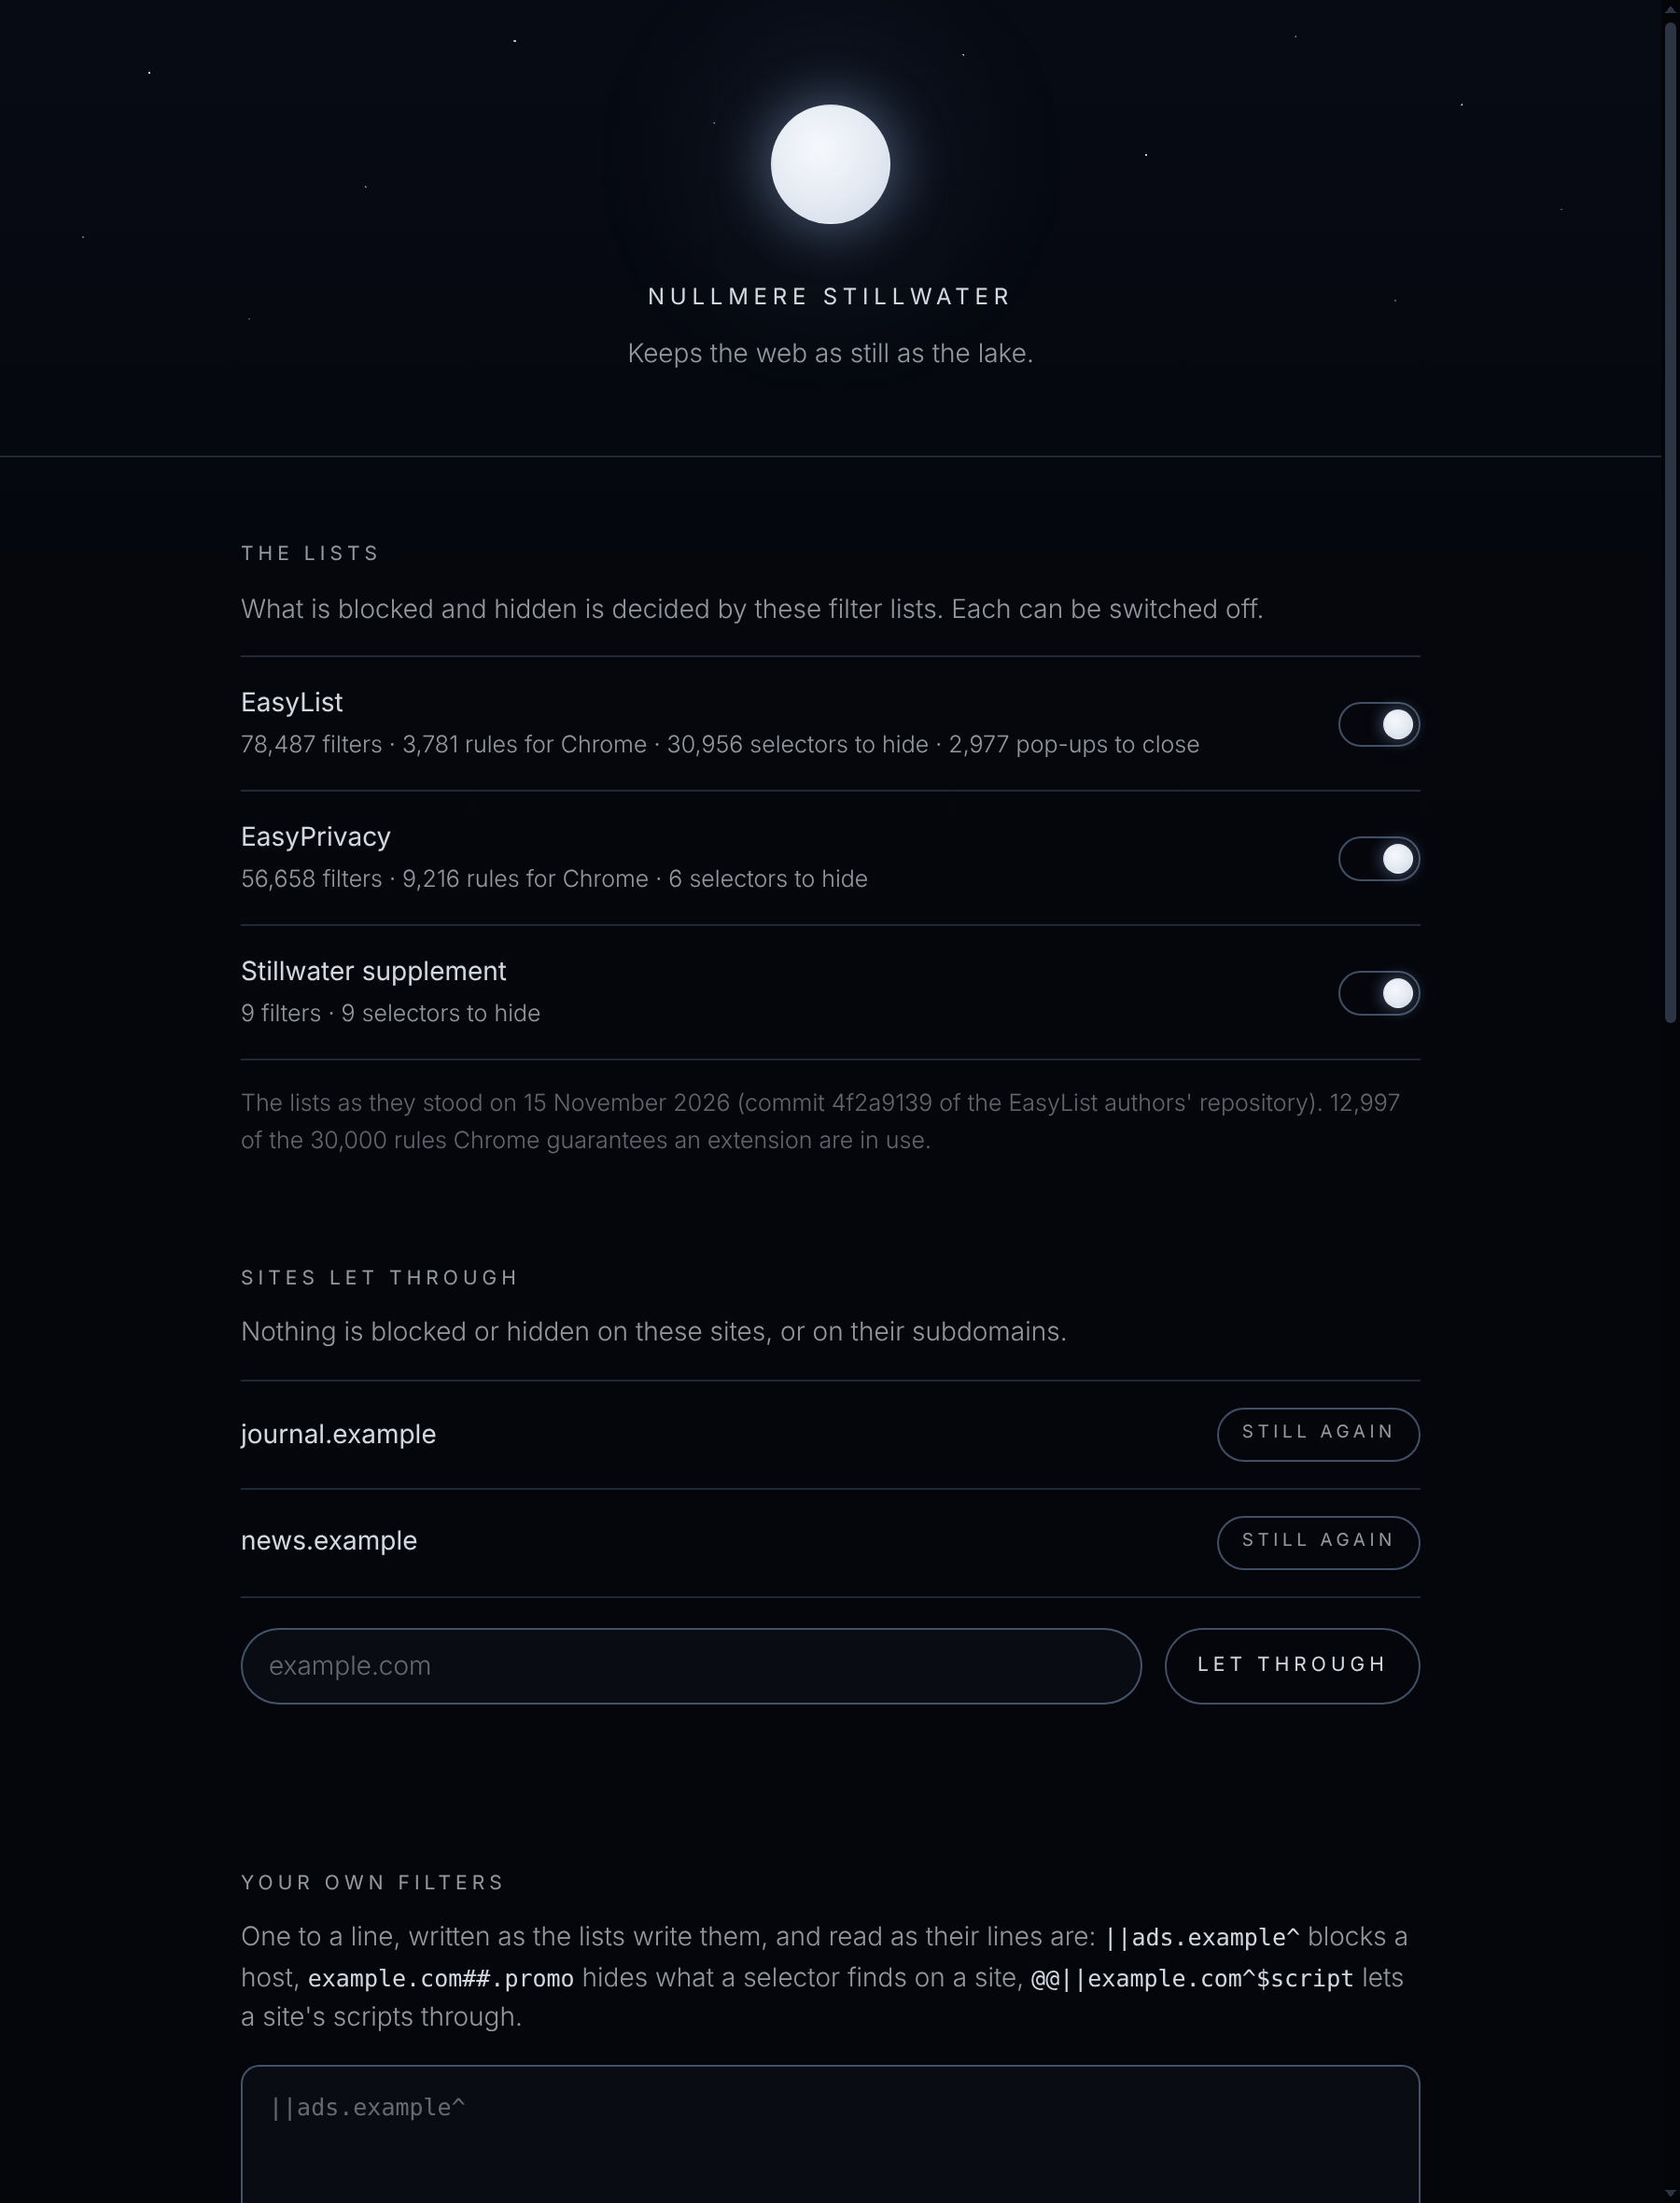 NULLMERE STILLWATER
Keeps the web as still as the lake.
THE LISTS
What is blocked and hidden is decided by these filter lists. Each can be switched off.
EasyList
78,487 filters · 3,781 rules for Chrome · 30,956 selectors to hide · 2,977 pop-ups to close
EasyPrivacy
56,658 filters · 9,216 rules for Chrome · 6 selectors to hide
Stillwater supplement
9 filters · 9 selectors to hide
The lists as they stood on 15 November 2026 (commit 4f2a9139 of the EasyList authors' repository). 12,997
of the 30,000 rules Chrome guarantees an extension are in use.
SITES LET THROUGH
Nothing is blocked or hidden on these sites, or on their subdomains.
journal.example
STILL AGAIN
news.example
STILL AGAIN
example.com
LET THROUGH
YOUR OWN FILTERS
One to a line, written as the lists write them, and read as their lines are: ||ads.example^ blocks a
host, example.com##.promo hides what a selector finds on a site, @@||example.com^$script lets
a site's scripts through.
||ads.example^